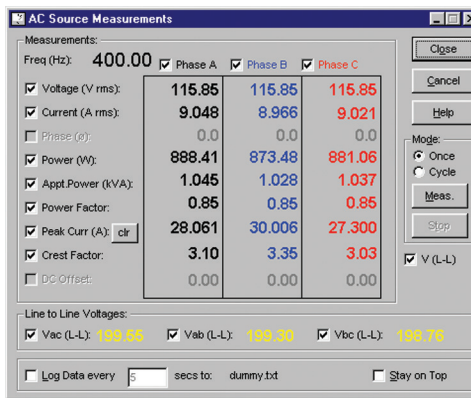 AC Source Measurements
Measurements:
Freq (Hz): 400.00 Phase A Phase B Phase C
Voltage (V rms): 115.85 115.85 115.85
Current (A rms): 9.048 8.966 9.021
Phase (ø): 0.0 0.0 0.0
Power (W): 888.41 873.48 881.06
Appt.Power (kVA): 1.045 1.028 1.037
Power Factor: 0.85 0.85 0.85
Peak Curr (A): clr 28.061 30.006 27.300
Crest Factor: 3.10 3.35 3.03
DC Offset: 0.00 0.00 0.00
Close
Cancel
Help
Mode:
Once
Cycle
Meas.
Stop
V (L-L)
Line to Line Voltages:
Vac (L-L): 199.55 Vab (L-L): 199.30 Vbc (L-L): 198.76
Log Data every 5 secs to: dummy.txt Stay on Top